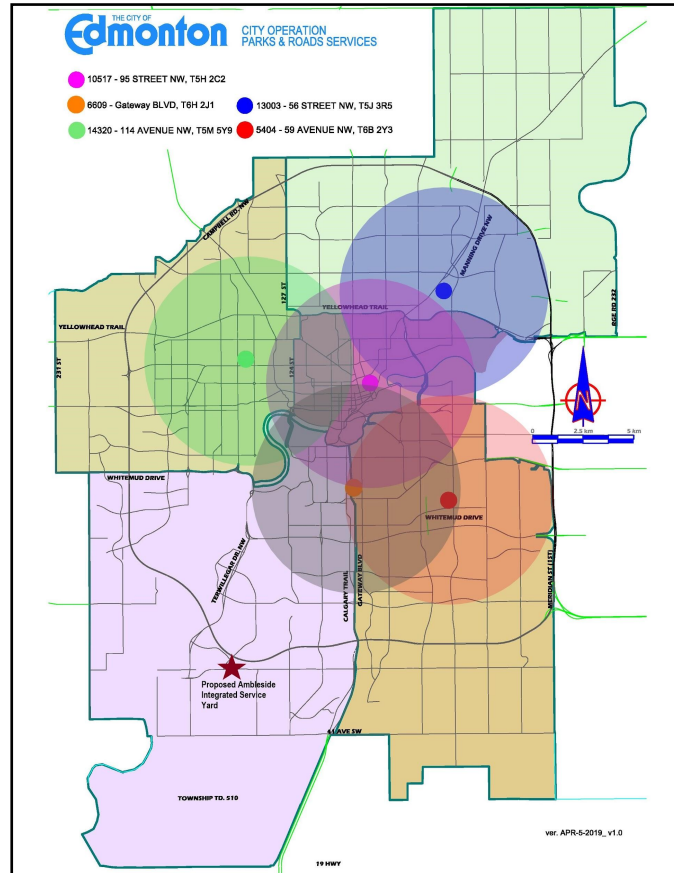 THE CITY OF
Edmonton
CITY OPERATION
PARKS & ROADS SERVICES
10517 - 95 STREET NW, T5H 2C2
6609 - Gateway BLVD, T6H 2J1
13003 - 56 STREET NW, T5J 3R5
14320 - 114 AVENUE NW, T5M 5Y9
5404 - 59 AVENUE NW, T6B 2Y3
CAMPBELL RD. NW
MANNING DRIVE NW
127 ST
RGE RD 232
YELLOWHEAD TRAIL
YELLOWHEAD TRAIL
231 ST
124 ST
N
0 2.5 km 5 km
WHITEMUD DRIVE
WHITEMUD DRIVE
TERWILLEGAR DR. NW
CALGARY TRAIL
GATEWAY BLVD
MERIDIAN ST (1ST)
Proposed Ambleside
Integrated Service
Yard
41 AVE SW
TOWNSHIP TD. 510
ver. APR-5-2019_ v1.0
19 HWY